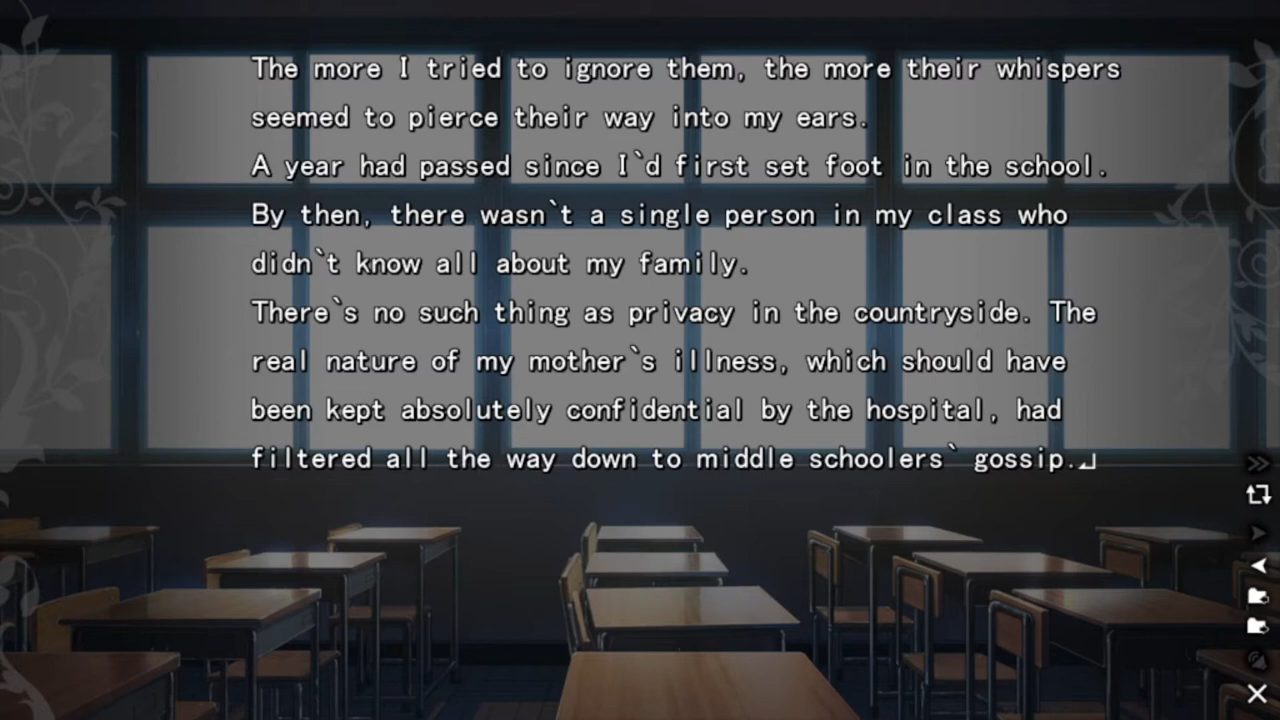 The more I tried to ignore them, the more their whispers
seemed to pierce their way into my ears.
A year had passed since I`d first set foot in the school.
By then, there wasn`t a single person in my class who
didn`t know all about my family.
There`s no such thing as privacy in the countryside. The
real nature of my mother`s illness, which should have
been kept absolutely confidential by the hospital, had
filtered all the way down to middle schoolers` gossip.